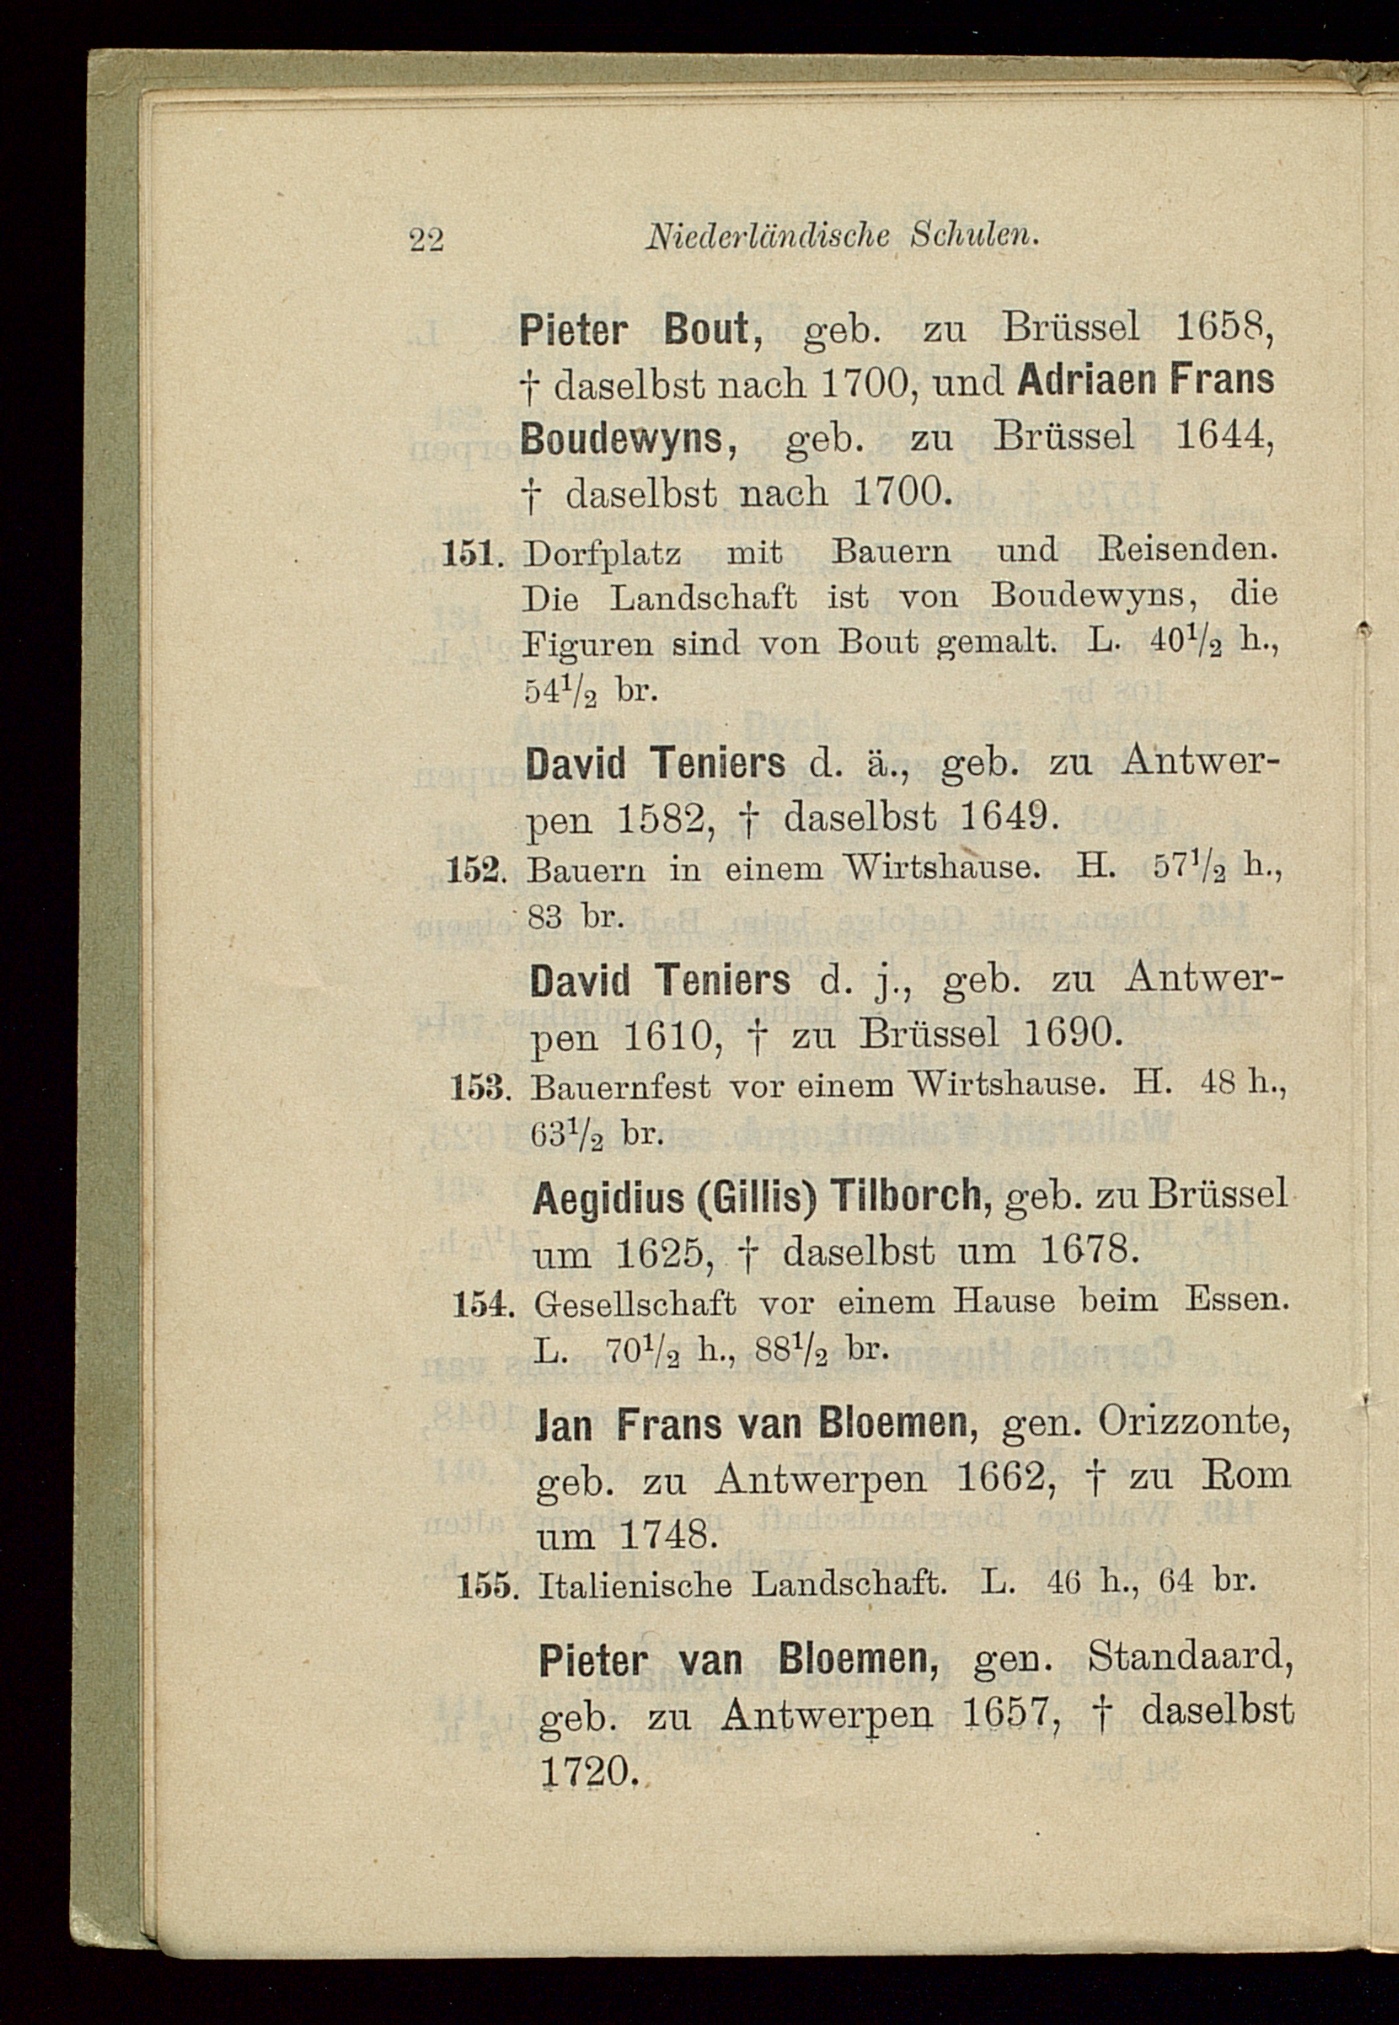 22 Niederländische Schulen.
Pieter Bout, geb. zu Brüssel 1658,
† daselbst nach 1700, und Adriaen Frans
Boudewyns, geb. zu Brüssel 1644,
† daselbst nach 1700.
151. Dorfplatz mit Bauern und Reisenden.
Die Landschaft ist von Boudewyns, die
Figuren sind von Bout gemalt. L. 40¹/₂ h.,
54¹/₂ br.
David Teniers d. ä., geb. zu Antwer-
pen 1582, † daselbst 1649.
152. Bauern in einem Wirtshause. H. 57¹/₂ h.,
83 br.
David Teniers d. j., geb. zu Antwer-
pen 1610, † zu Brüssel 1690.
153. Bauernfest vor einem Wirtshause. H. 48 h.,
63¹/₂ br.
Aegidius (Gillis) Tilborch, geb. zu Brüssel
um 1625, † daselbst um 1678.
154. Gesellschaft vor einem Hause beim Essen.
L. 70¹/₂ h., 88¹/₂ br.
Jan Frans van Bloemen, gen. Orizzonte,
geb. zu Antwerpen 1662, † zu Rom
um 1748.
155. Italienische Landschaft. L. 46 h., 64 br.
Pieter van Bloemen, gen. Standaard,
geb. zu Antwerpen 1657, † daselbst
1720.